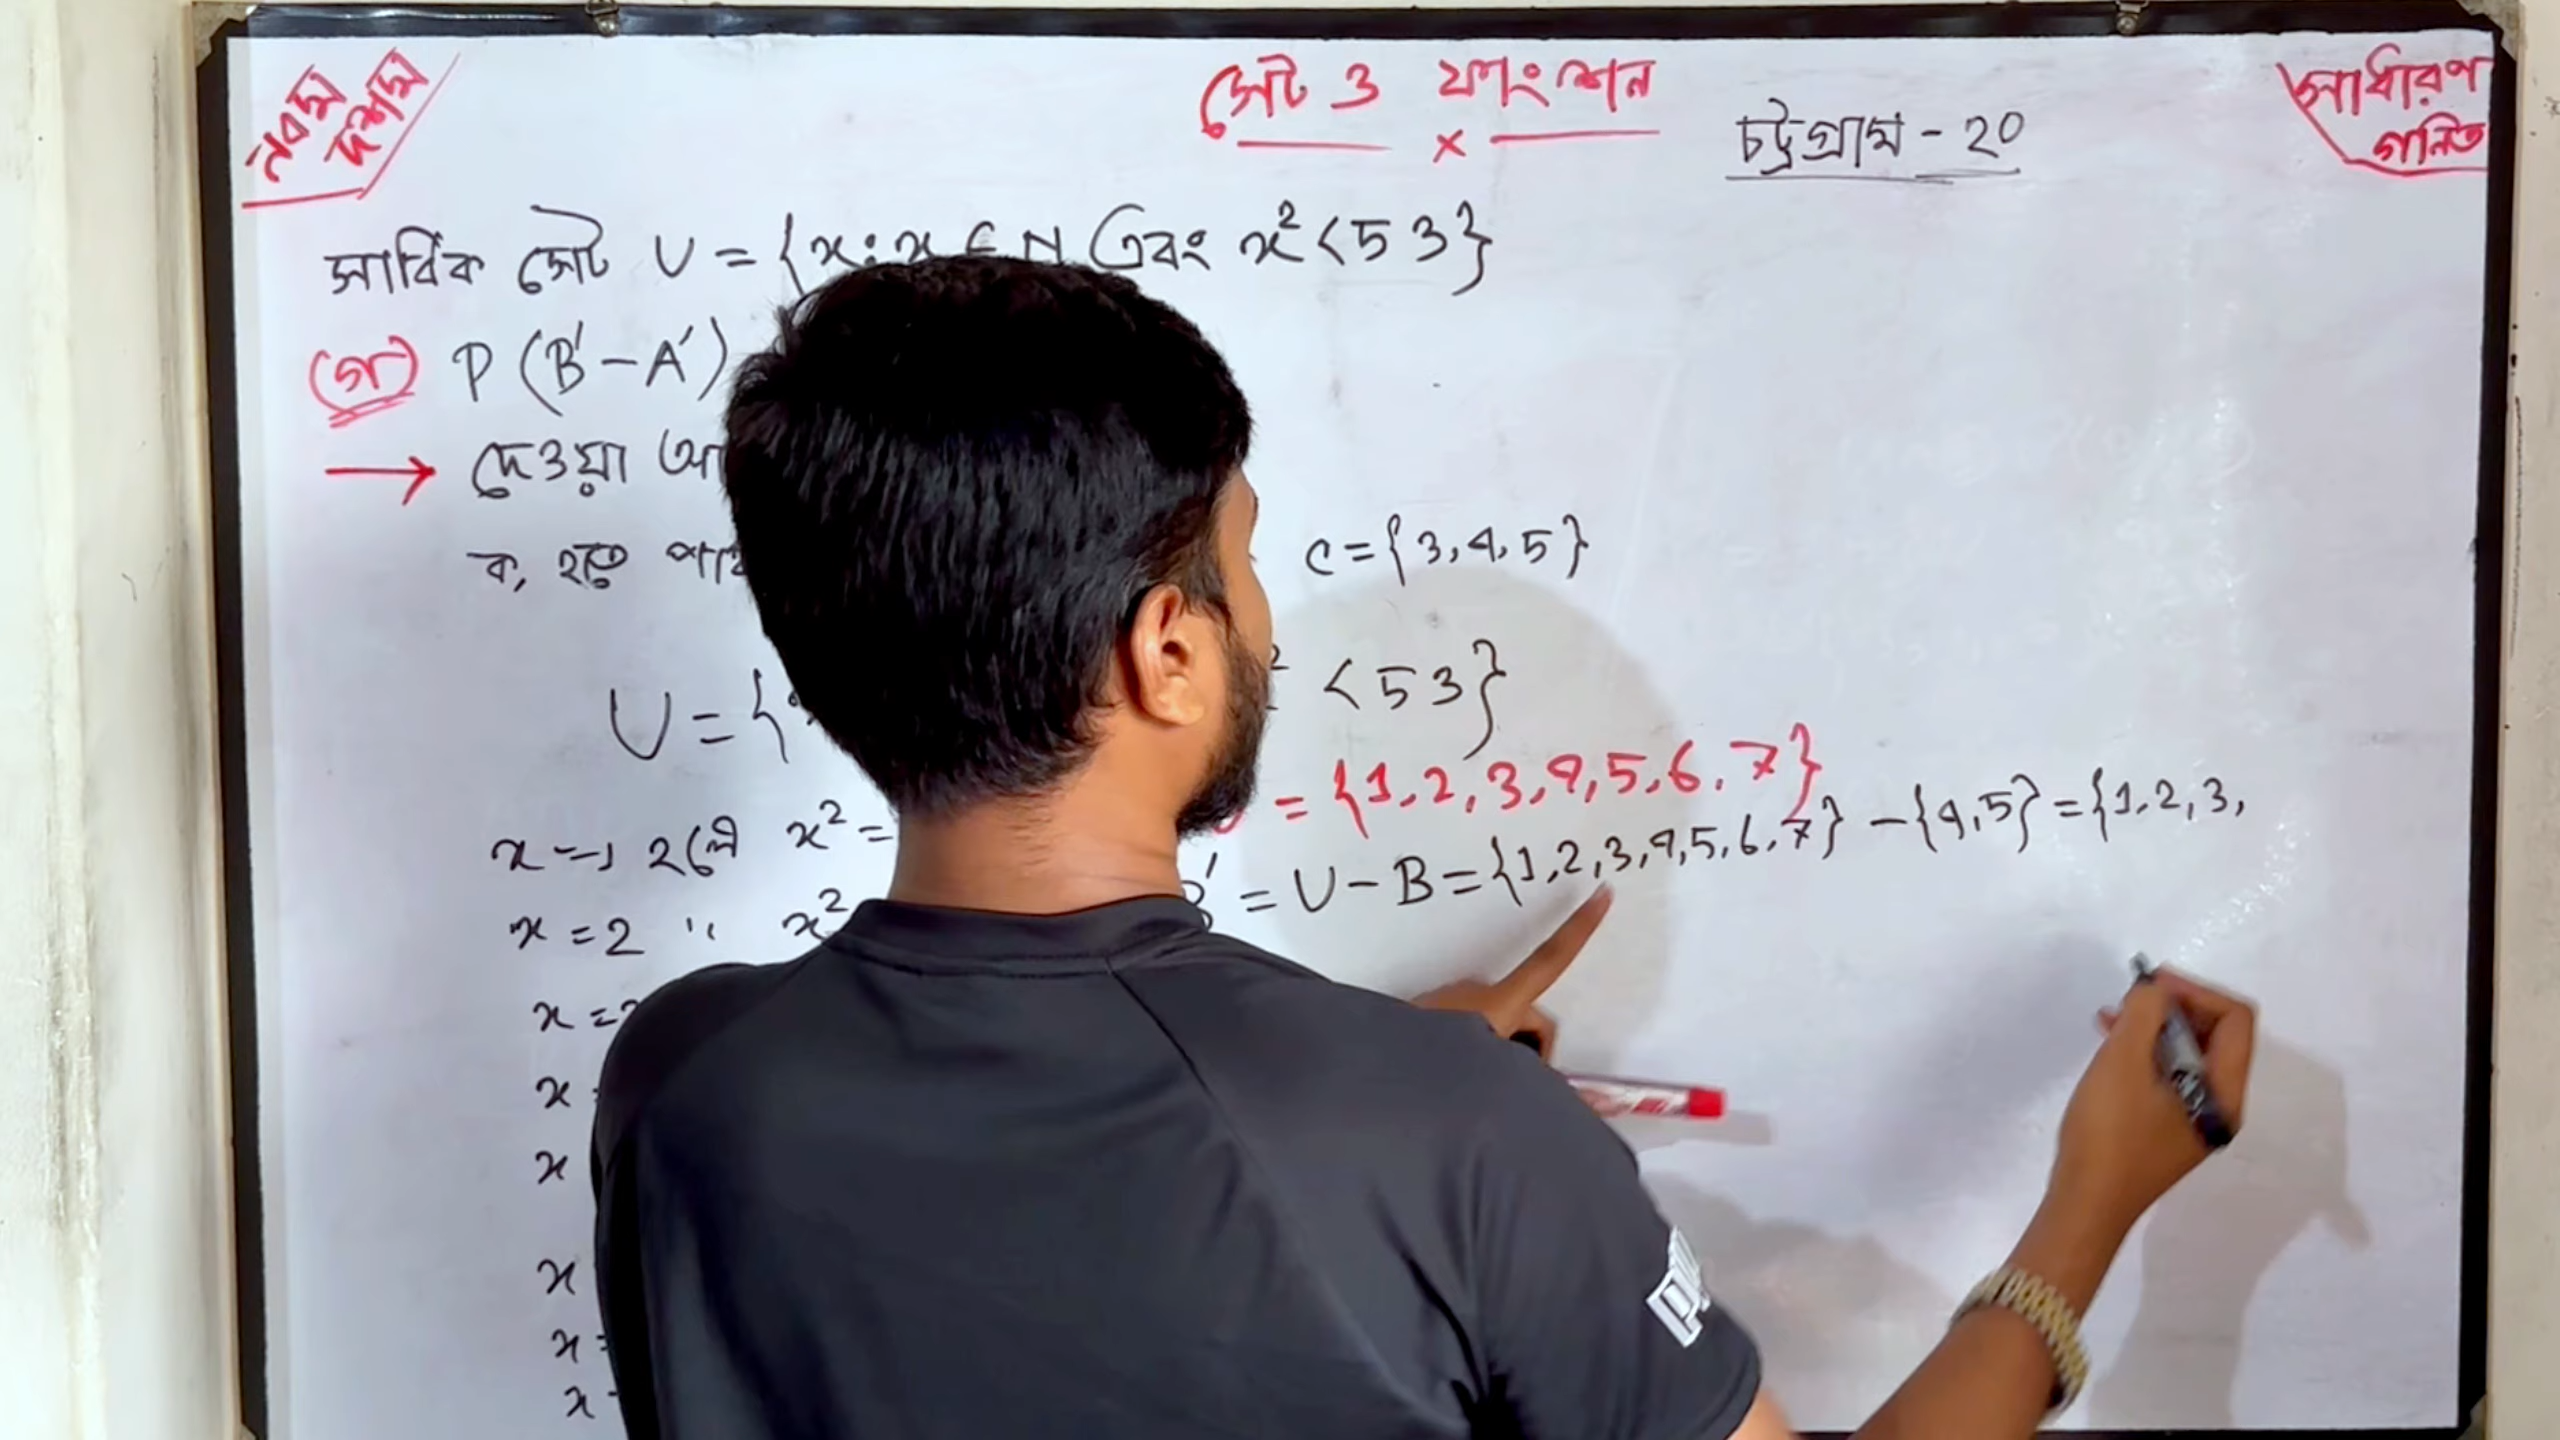 নবম
দশম
সেট ও ফাংশন
×
চট্টগ্রাম - 20
সাধারণ
গনিত
সার্বিক সেট U = {x : x ∈ N এবং x² < 53}
(গ) P (B' - A')
→ দেওয়া
ক, হতে
C = {3, 4, 5}
U = {
² < 53}
= {1, 2, 3, 4, 5, 6, 7}
x = 1 হলে x² =
B' = U - B = {1, 2, 3, 4, 5, 6, 7} - {4, 5} = {1, 2, 3,
x = 2 " x²
x =
x
x
x
x =
x